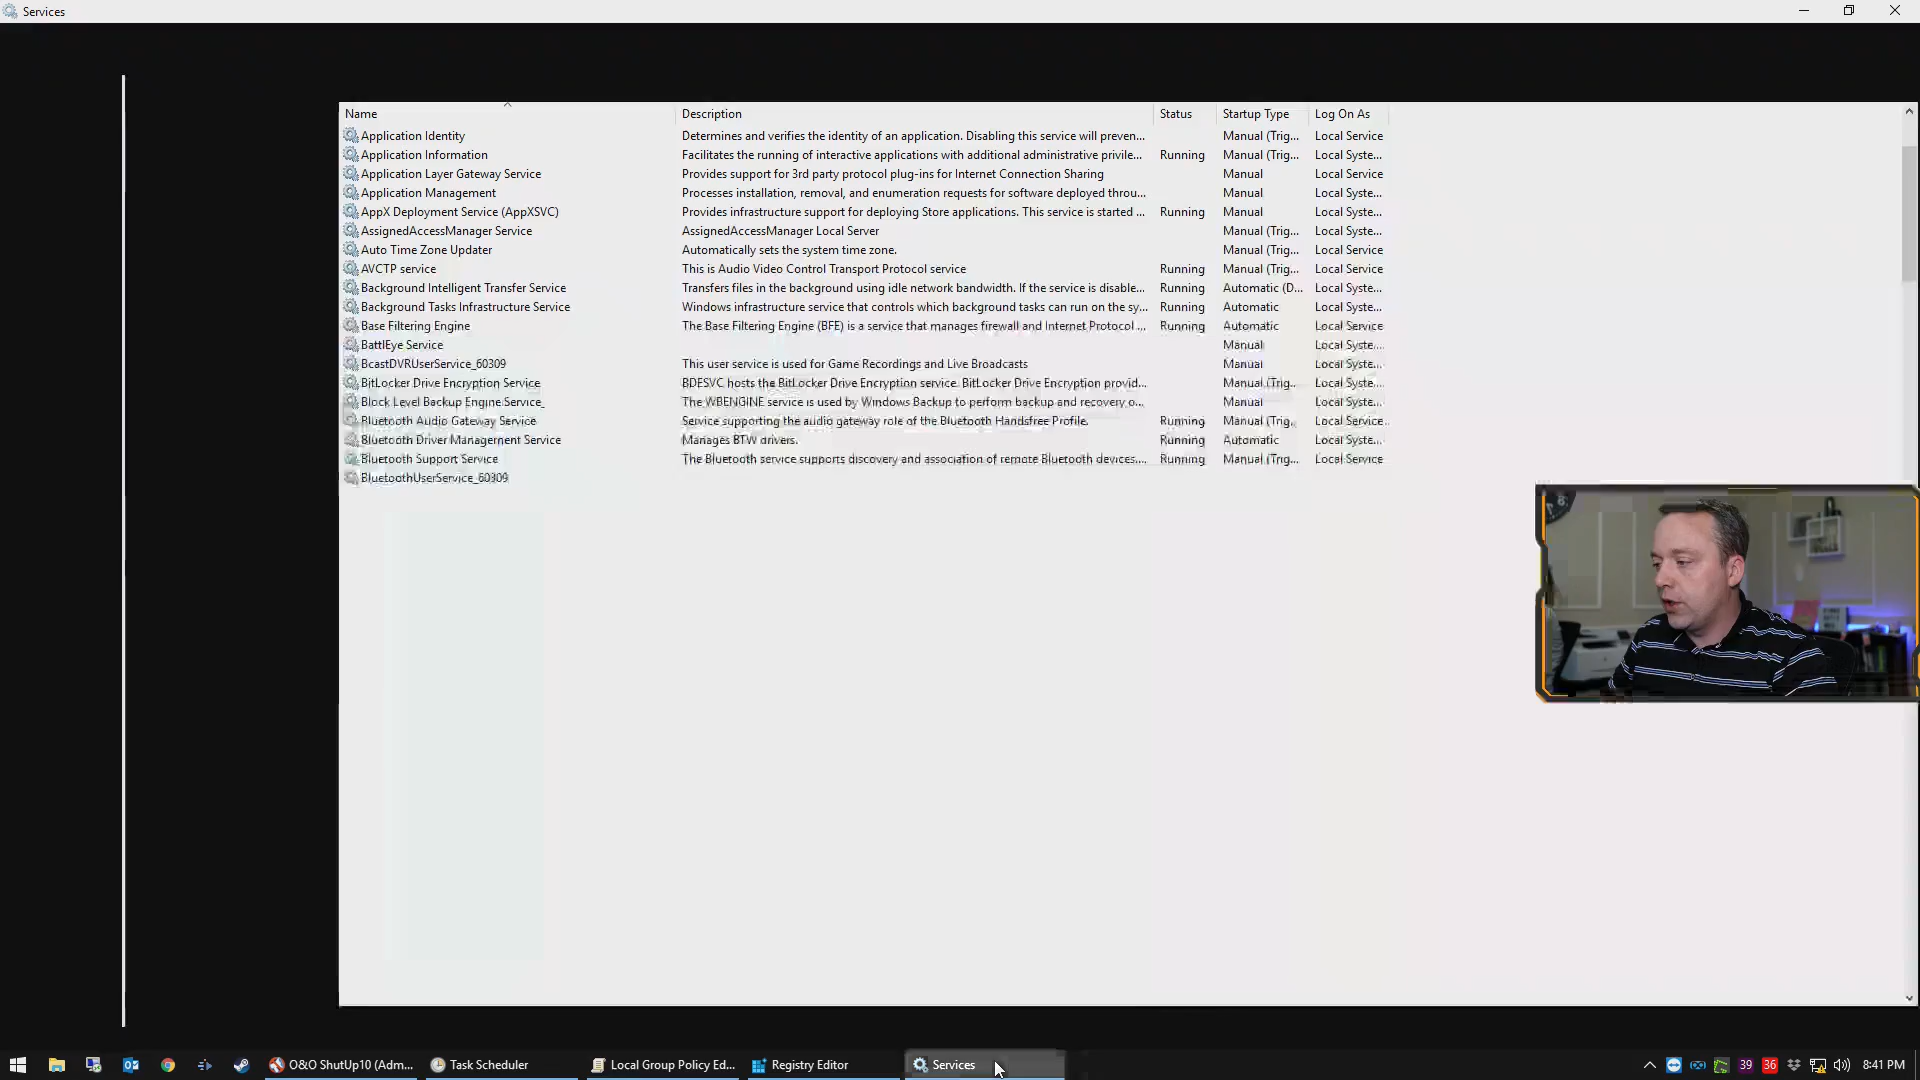 Services
Name Description Status Startup Type Log On As
Application Identity Determines and verifies the identity of an application. Disabling this service will preven... Manual (Trig... Local Service
Application Information Facilitates the running of interactive applications with additional administrative privile... Running Manual (Trig... Local Syste...
Application Layer Gateway Service Provides support for 3rd party protocol plug-ins for Internet Connection Sharing Manual Local Service
Application Management Processes installation, removal, and enumeration requests for software deployed throu... Manual Local Syste...
AppX Deployment Service (AppXSVC) Provides infrastructure support for deploying Store applications. This service is started ... Running Manual Local Syste...
AssignedAccessManager Service AssignedAccessManager Local Server Manual (Trig... Local Syste...
Auto Time Zone Updater Automatically sets the system time zone. Manual (Trig... Local Service
AVCTP service This is Audio Video Control Transport Protocol service Running Manual (Trig... Local Service
Background Intelligent Transfer Service Transfers files in the background using idle network bandwidth. If the service is disable... Running Automatic (D... Local Syste...
Background Tasks Infrastructure Service Windows infrastructure service that controls which background tasks can run on the sy... Running Automatic Local Syste...
Base Filtering Engine The Base Filtering Engine (BFE) is a service that manages firewall and Internet Protocol ... Running Automatic Local Service
BattlEye Service Manual Local Syste...
BcastDVRUserService_60309 This user service is used for Game Recordings and Live Broadcasts Manual Local Syste...
BitLocker Drive Encryption Service BDESVC hosts the BitLocker Drive Encryption service. BitLocker Drive Encryption provid... Manual (Trig... Local Syste...
Block Level Backup Engine Service The WBENGINE service is used by Windows Backup to perform backup and recovery o... Manual Local Syste...
Bluetooth Audio Gateway Service Service supporting the audio gateway role of the Bluetooth Handsfree Profile. Running Manual (Trig... Local Service
Bluetooth Driver Management Service Manages BTW drivers. Running Automatic Local Syste...
Bluetooth Support Service The Bluetooth service supports discovery and association of remote Bluetooth devices.... Running Manual (Trig... Local Service
BluetoothUserService_60309
O&O ShutUp10 (Adm... Task Scheduler Local Group Policy Ed... Registry Editor Services 39 36 8:41 PM